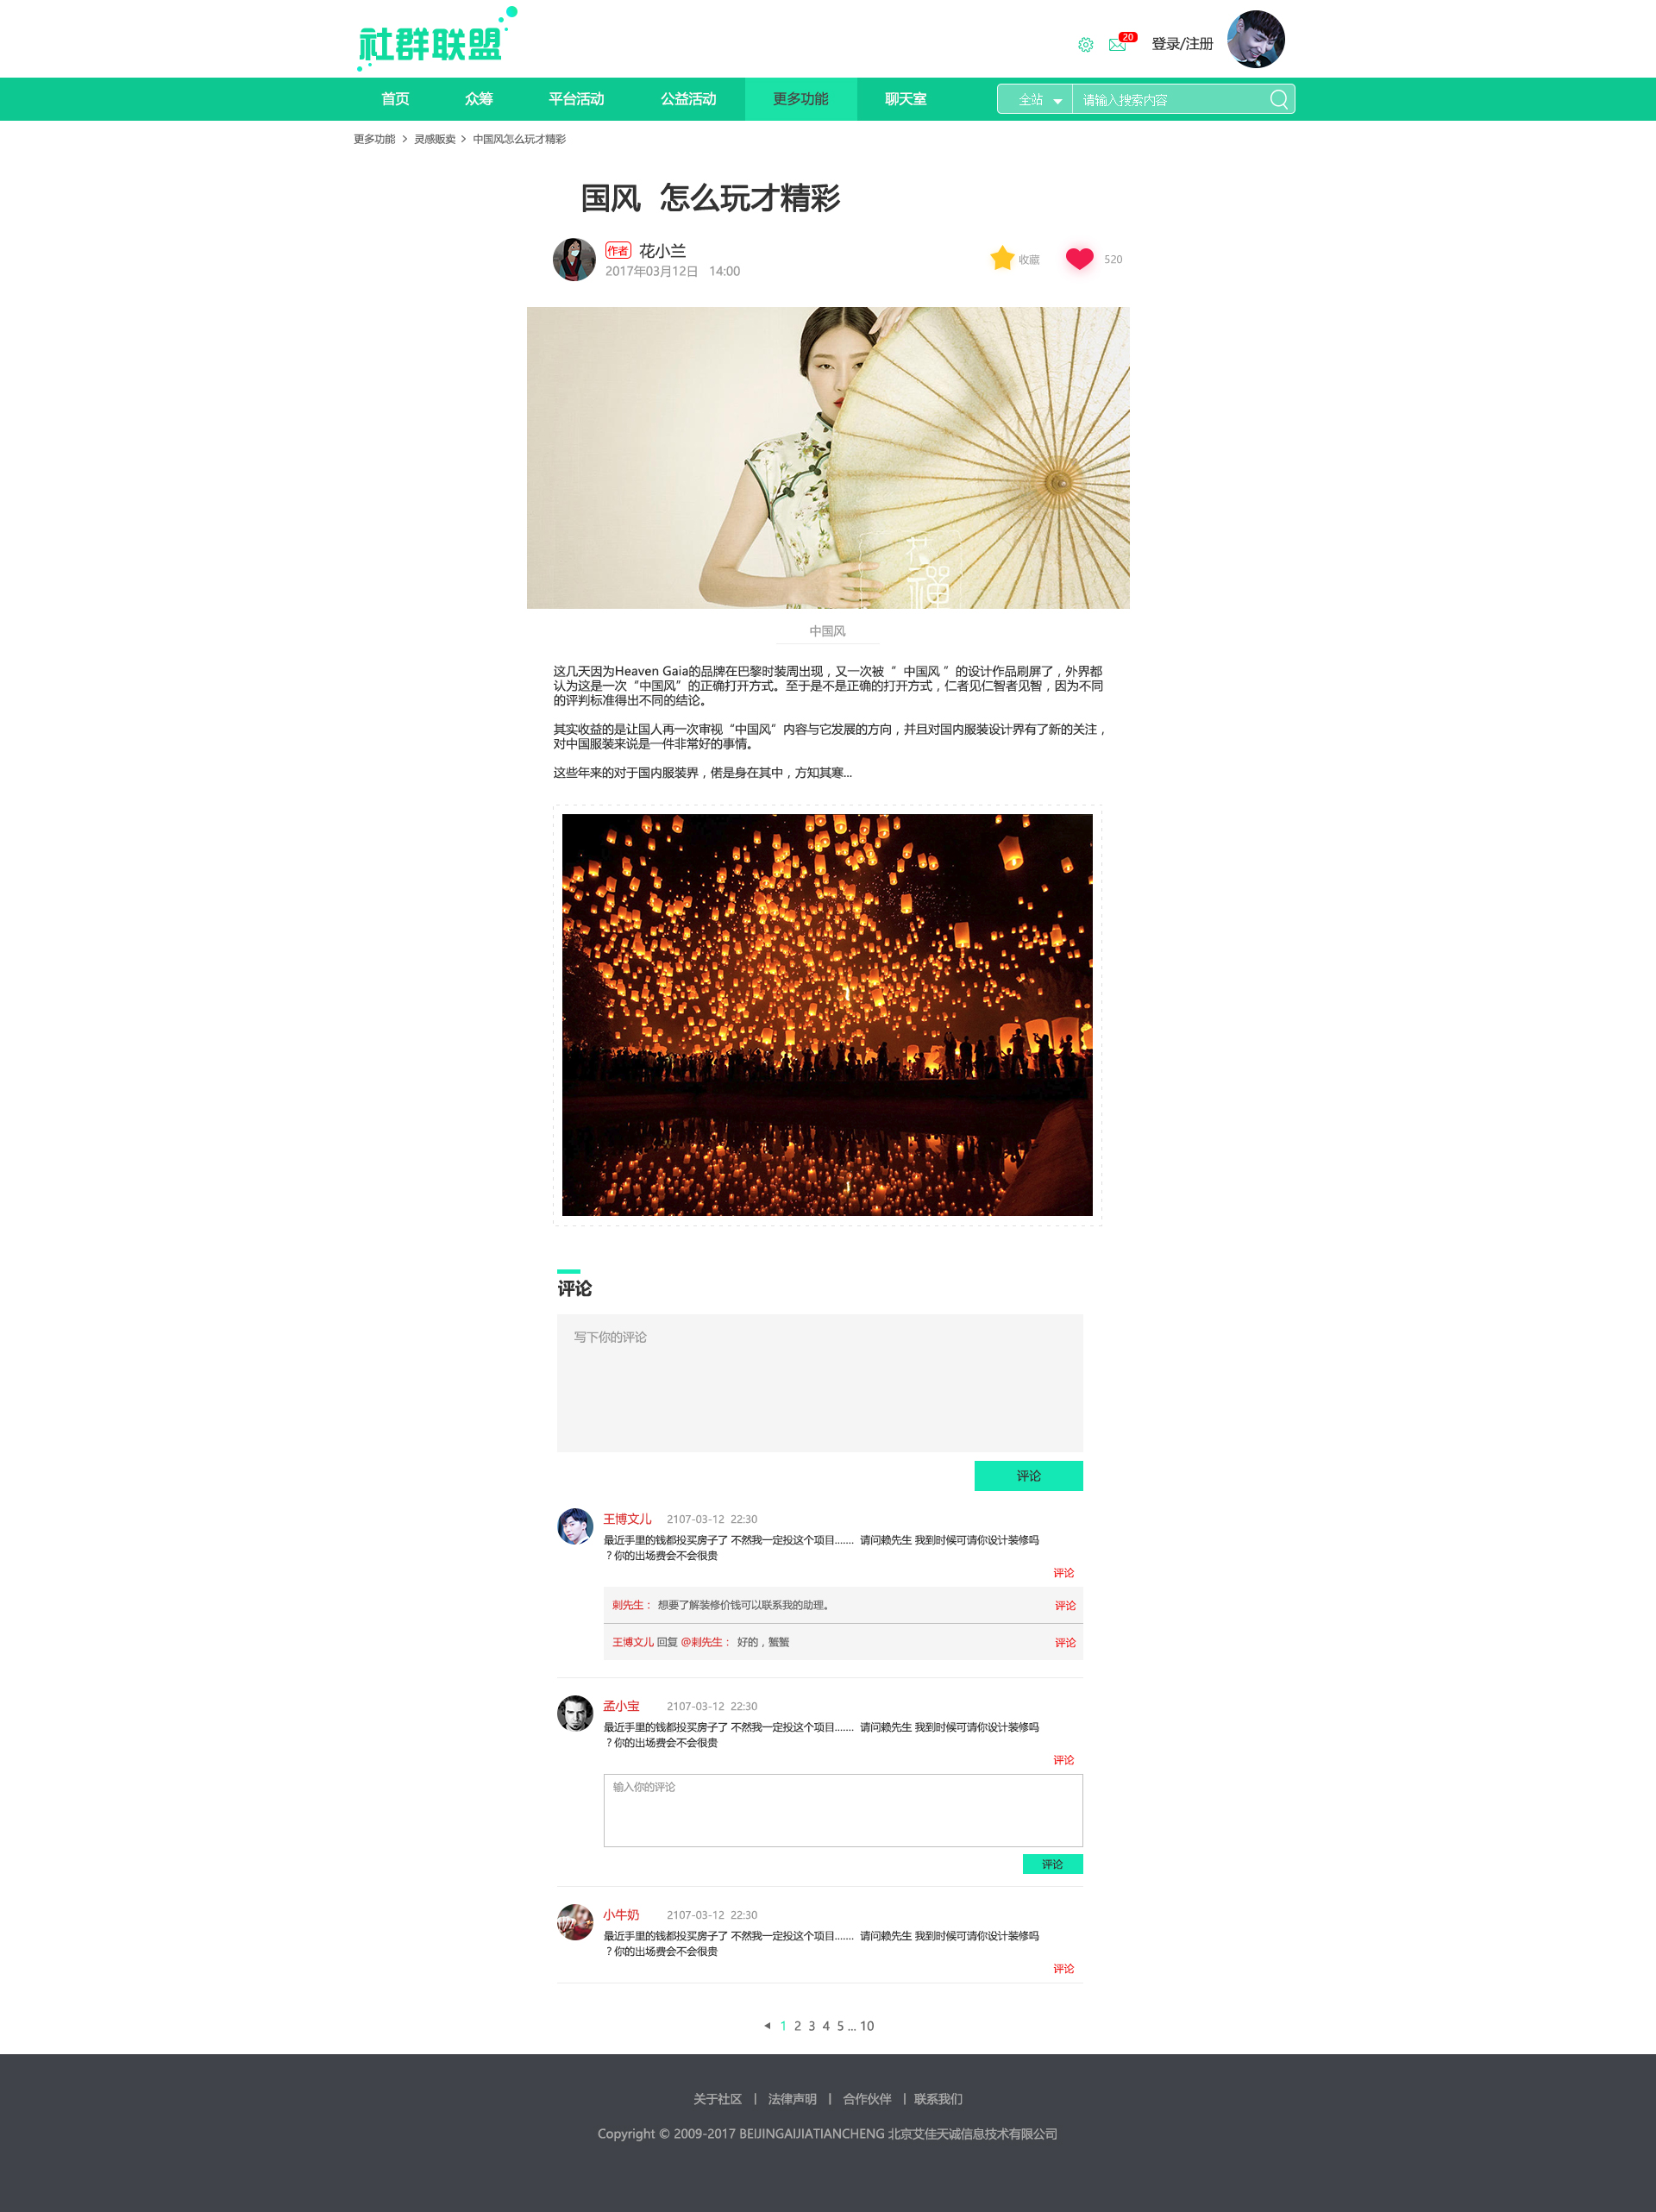 社群联盟
20
登录/注册
首页 众筹 平台活动 公益活动 更多功能 聊天室 全站 请输入搜索内容
更多功能 > 灵感贩卖 > 中国风怎么玩才精彩
国风 怎么玩才精彩
作者 花小兰
2017年03月12日 14:00
收藏 520
中国风
这几天因为Heaven Gaia的品牌在巴黎时装周出现，又一次被“ 中国风 ”的设计作品刷屏了，外界都
认为这是一次“中国风”的正确打开方式。至于是不是正确的打开方式，仁者见仁智者见智，因为不同
的评判标准得出不同的结论。
其实收益的是让国人再一次审视“中国风”内容与它发展的方向，并且对国内服装设计界有了新的关注，
对中国服装来说是一件非常好的事情。
这些年来的对于国内服装界，偌是身在其中，方知其寒...
评论
写下你的评论
评论
王博文儿 2107-03-12 22:30
最近手里的钱都投买房子了 不然我一定投这个项目....... 请问赖先生 我到时候可请你设计装修吗
？你的出场费会不会很贵
评论
剌先生： 想要了解装修价钱可以联系我的助理。 评论
王博文儿 回复 @剌先生： 好的，蟹蟹 评论
孟小宝 2107-03-12 22:30
最近手里的钱都投买房子了 不然我一定投这个项目....... 请问赖先生 我到时候可请你设计装修吗
？你的出场费会不会很贵
评论
输入你的评论
评论
小牛奶 2107-03-12 22:30
最近手里的钱都投买房子了 不然我一定投这个项目....... 请问赖先生 我到时候可请你设计装修吗
？你的出场费会不会很贵
评论
1 2 3 4 5 ... 10
关于社区 | 法律声明 | 合作伙伴 | 联系我们
Copyright © 2009-2017 BEIJINGAIJIATIANCHENG 北京艾佳天诚信息技术有限公司